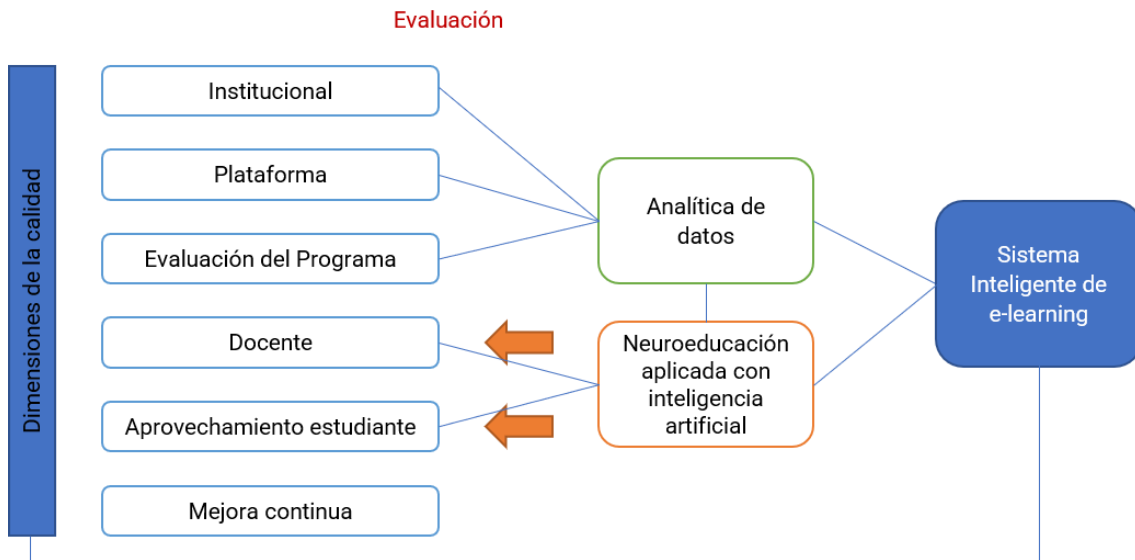 Evaluación
Dimensiones de la calidad
Institucional
Plataforma
Evaluación del Programa
Docente
Aprovechamiento estudiante
Mejora continua
Analítica de
datos
Neuroeducación
aplicada con
inteligencia
artificial
Sistema
Inteligente de
e-learning